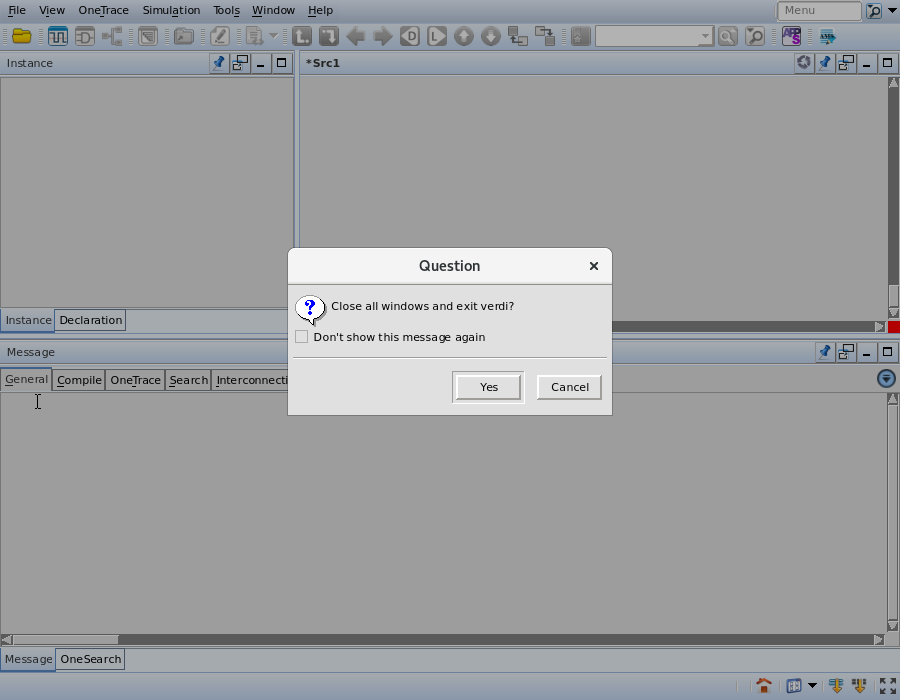 File View OneTrace Simulation Tools Window Help Menu
Instance
*Src1
Question
Close all windows and exit verdi?
Don't show this message again
Yes Cancel
Instance Declaration
Message
General Compile OneTrace Search Interconnecti
Message OneSearch